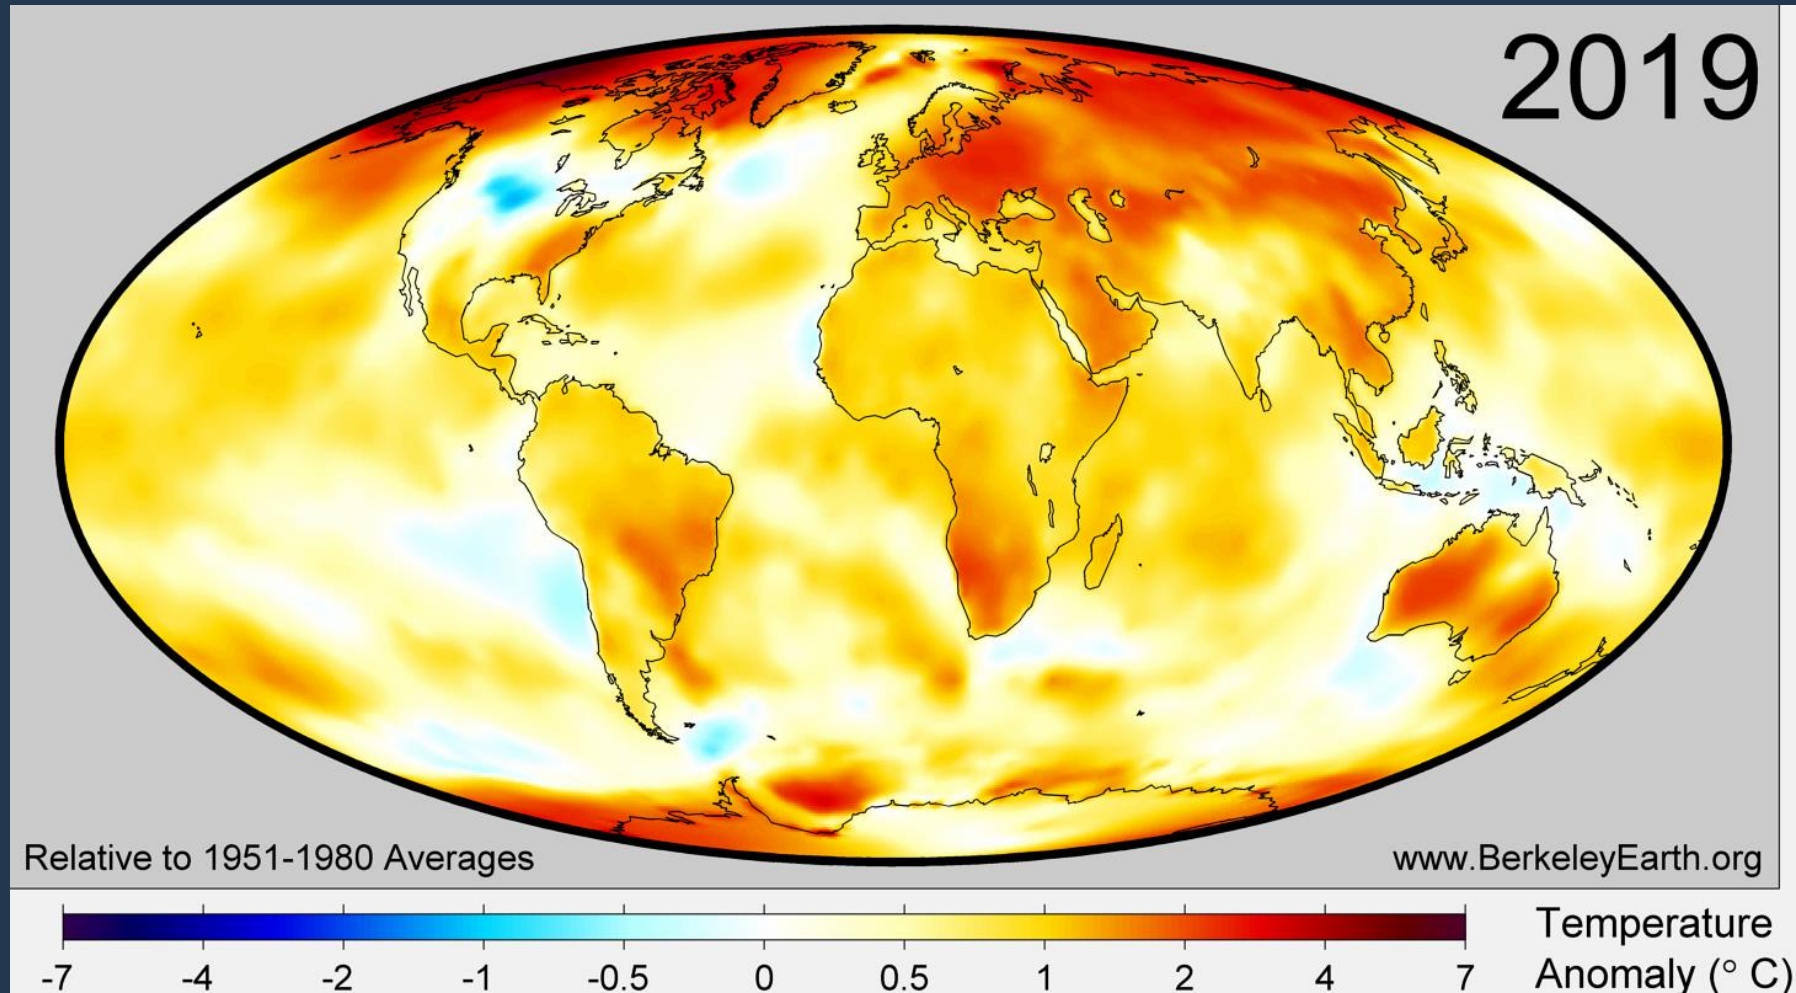 2019
Relative to 1951-1980 Averages
www.BerkeleyEarth.org
-7 -4 -2 -1 -0.5 0 0.5 1 2 4 7
Temperature
Anomaly (° C)